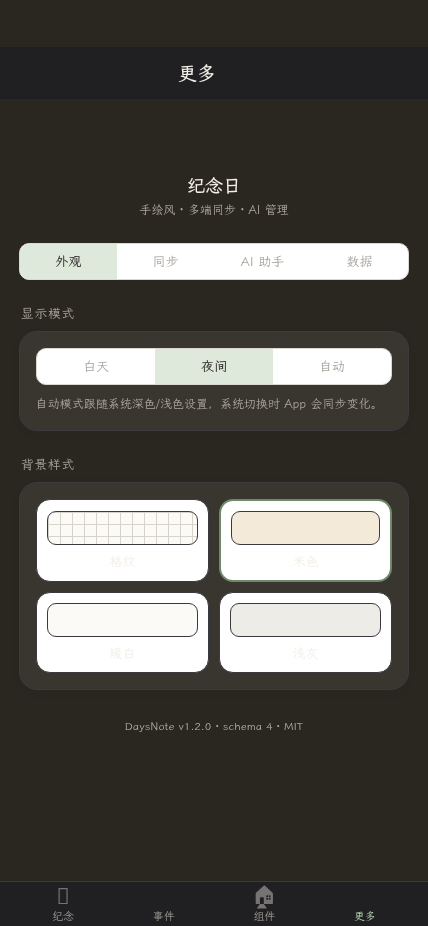 更多
纪念日
手绘风・多端同步・AI 管理
外观 同步 AI 助手 数据
显示模式
白天 夜间 自动
自动模式跟随系统深色/浅色设置，系统切换时 App 会同步变化。
背景样式
格纹 米色
暖白 浅灰
DaysNote v1.2.0・schema 4・MIT
纪念 事件 组件 更多